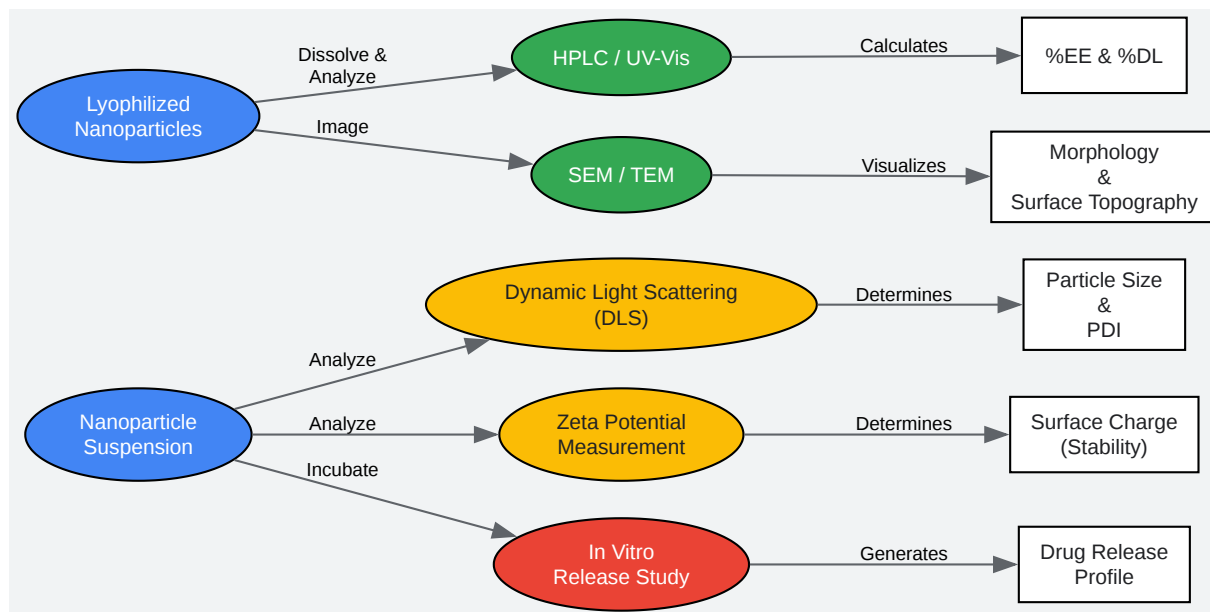 Dissolve &
Analyze
HPLC / UV-Vis
Calculates
%EE & %DL
Lyophilized
Nanoparticles
Image
SEM / TEM
Visualizes
Morphology
&
Surface Topography
Dynamic Light Scattering
(DLS)
Determines
Particle Size
&
PDI
Analyze
Nanoparticle
Suspension
Analyze
Zeta Potential
Measurement
Determines
Surface Charge
(Stability)
Incubate
In Vitro
Release Study
Generates
Drug Release
Profile